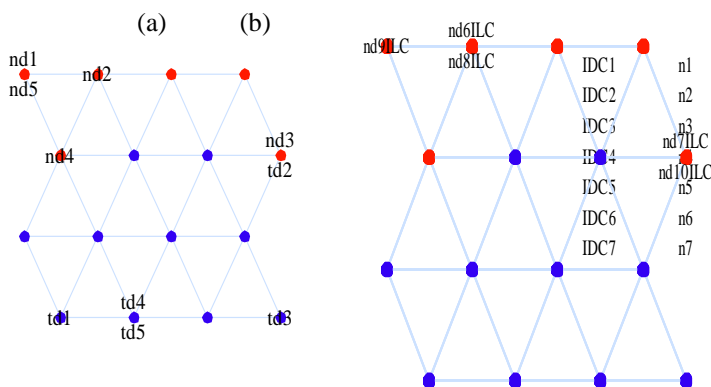 (a)
(b)
nd1
nd5
nd2
nd4
nd3
td2
td1
td4
td5
td3
nd9ILC
nd6ILC
nd8ILC
IDC1 n1
IDC2 n2
IDC3 n3
nd7ILC
IDC4
nd10ILC
IDC5 n5
IDC6 n6
IDC7 n7